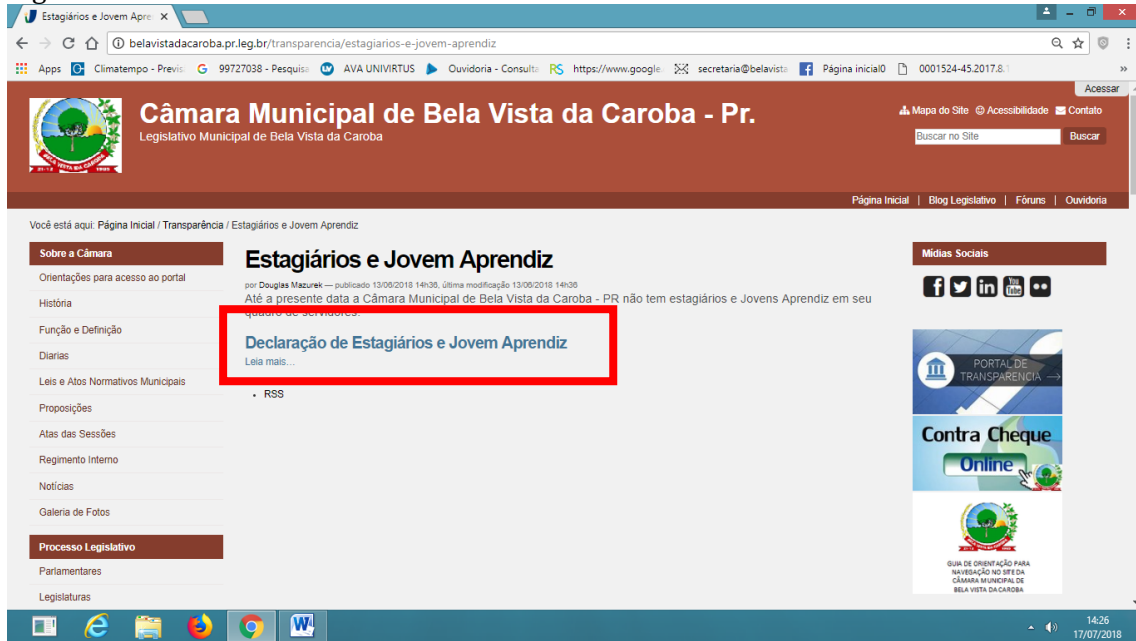 Estagiários e Jovem Apre
belavistadacaroba.pr.leg.br/transparencia/estagiarios-e-jovem-aprendiz
Apps
Climatempo - Previs
99727038 - Pesquisa
AVA UNIVIRTUS
Ouvidoria - Consulta
https://www.google
secretaria@belavista
Página inicial0
0001524-45.2017.8.1
»
Acessar
Câmara Municipal de Bela Vista da Caroba - Pr.
Legislativo Municipal de Bela Vista da Caroba
Mapa do Site Acessibilidade Contato
Buscar no Site
Buscar
Página Inicial | Blog Legislativo | Fóruns | Ouvidoria
Você está aqui: Página Inicial / Transparência / Estagiários e Jovem Aprendiz
Sobre a Câmara
Orientações para acesso ao portal
História
Função e Definição
Diarias
Leis e Atos Normativos Municipais
Proposições
Atas das Sessões
Regimento Interno
Notícias
Galeria de Fotos
Processo Legislativo
Parlamentares
Legislaturas
Estagiários e Jovem Aprendiz
por Douglas Mazurek — publicado 13/06/2018 14h36, última modificação 13/06/2018 14h36
Até a presente data a Câmara Municipal de Bela Vista da Caroba - PR não tem estagiários e Jovens Aprendiz em seu
quadro de servidores.
Declaração de Estagiários e Jovem Aprendiz
Leia mais...
RSS
Mídias Sociais
PORTAL DE
TRANSPARENCIA
Contra Cheque
Online
GUIA DE ORIENTAÇÃO PARA
NAVEGAÇÃO NO SITE DA
CÂMARA MUNICIPAL DE
BELA VISTA DA CAROBA
14:26
17/07/2018